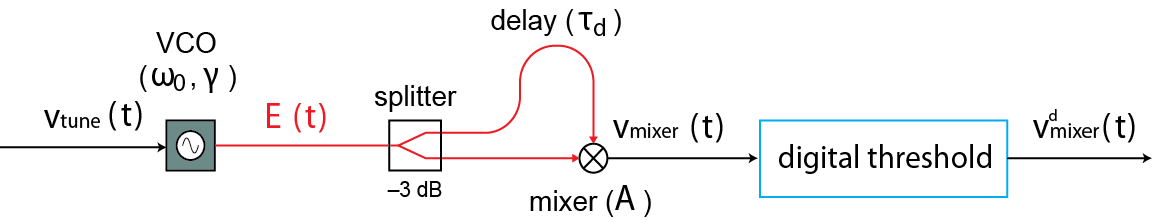 delay (τd)
VCO
(ω0, γ)
splitter
vtune (t)
E (t)
vmixer (t)
vdmixer(t)
digital threshold
–3 dB
mixer (A)